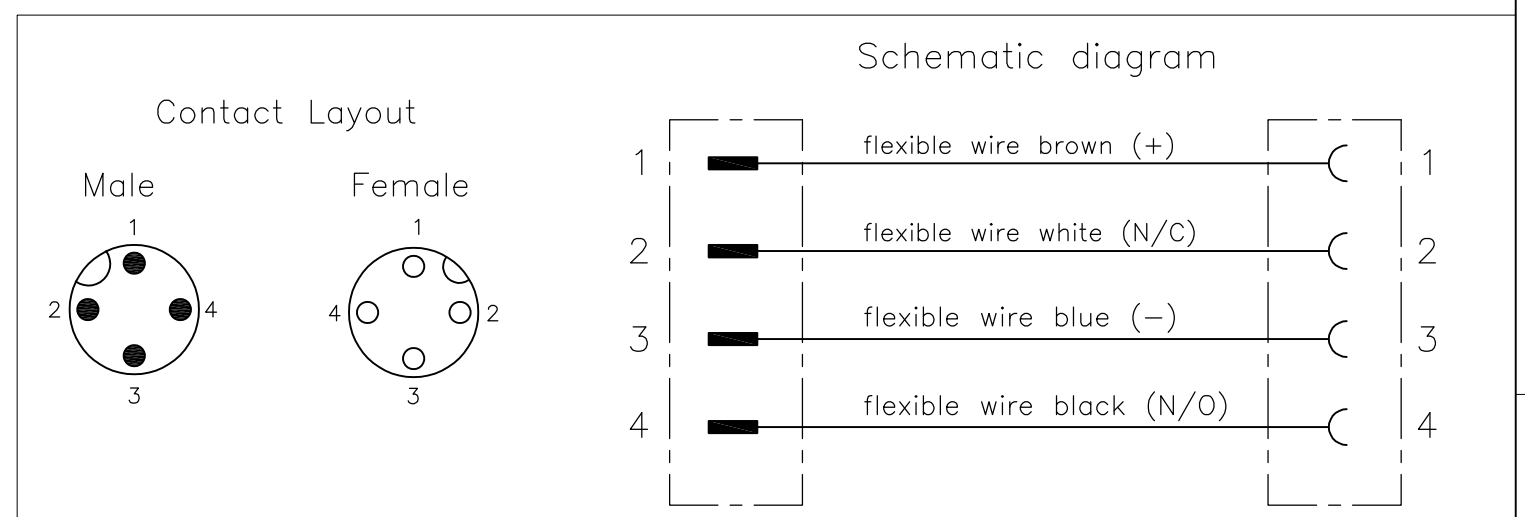 Schematic diagram
Contact Layout
Male Female
1 1
2 4 4 2
3 3
1 flexible wire brown (+) 1
2 flexible wire white (N/C) 2
3 flexible wire blue (−) 3
4 flexible wire black (N/O) 4